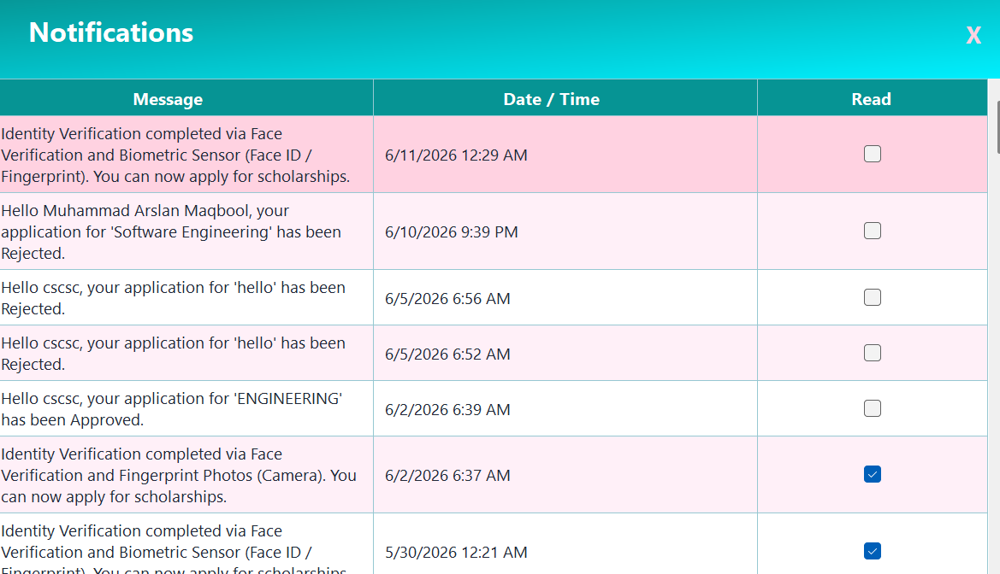 Notifications
X
Message Date / Time Read
Identity Verification completed via Face
Verification and Biometric Sensor (Face ID /
Fingerprint). You can now apply for scholarships.
6/11/2026 12:29 AM
Hello Muhammad Arslan Maqbool, your
application for 'Software Engineering' has been
Rejected.
6/10/2026 9:39 PM
Hello cscsc, your application for 'hello' has been
Rejected.
6/5/2026 6:56 AM
Hello cscsc, your application for 'hello' has been
Rejected.
6/5/2026 6:52 AM
Hello cscsc, your application for 'ENGINEERING'
has been Approved.
6/2/2026 6:39 AM
Identity Verification completed via Face
Verification and Fingerprint Photos (Camera). You
can now apply for scholarships.
6/2/2026 6:37 AM
Identity Verification completed via Face
Verification and Biometric Sensor (Face ID /
Fingerprint). You can now apply for scholarships.
5/30/2026 12:21 AM